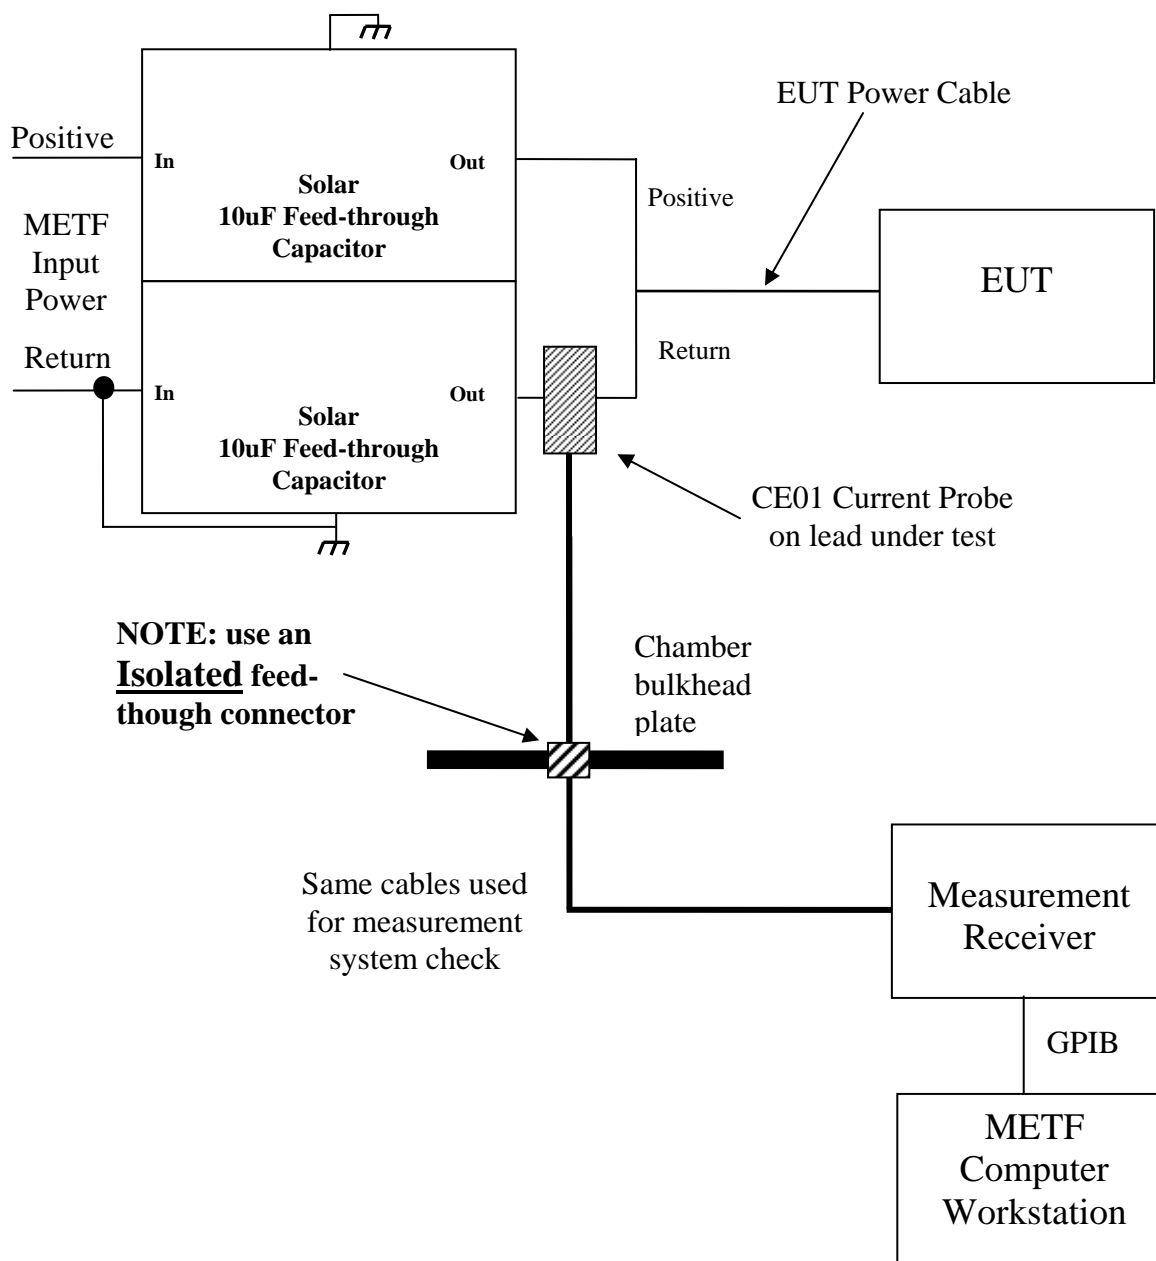 EUT Power Cable
Positive
In
Out
Solar
10uF Feed-through
Capacitor
Positive
METF
Input
Power
EUT
Return
Return
In
Out
Solar
10uF Feed-through
Capacitor
CE01 Current Probe
on lead under test
NOTE: use an
Isolated feed-
though connector
Chamber
bulkhead
plate
Same cables used
for measurement
system check
Measurement
Receiver
GPIB
METF
Computer
Workstation